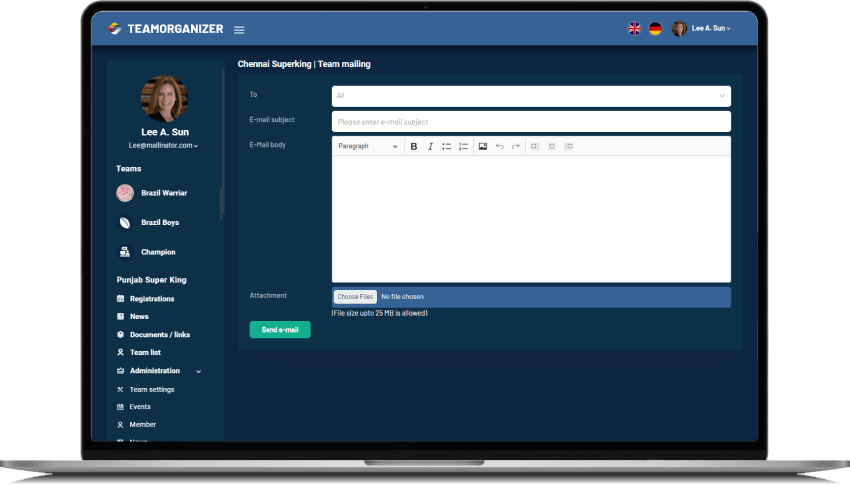 TEAMORGANIZER
Lee A. Sun
Lee A. Sun
Lee@mailinator.com
Teams
Brazil Warriar
Brazil Boys
Champion
Punjab Super King
Registrations
News
Documents / links
Team list
Administration
Team settings
Events
Member
News
Chennai Superking | Team mailing
To
All
E-mail subject
Please enter e-mail subject
E-Mail body
Paragraph
B I
Attachment
Choose Files No file chosen
(File size upto 25 MB is allowed)
Send e-mail